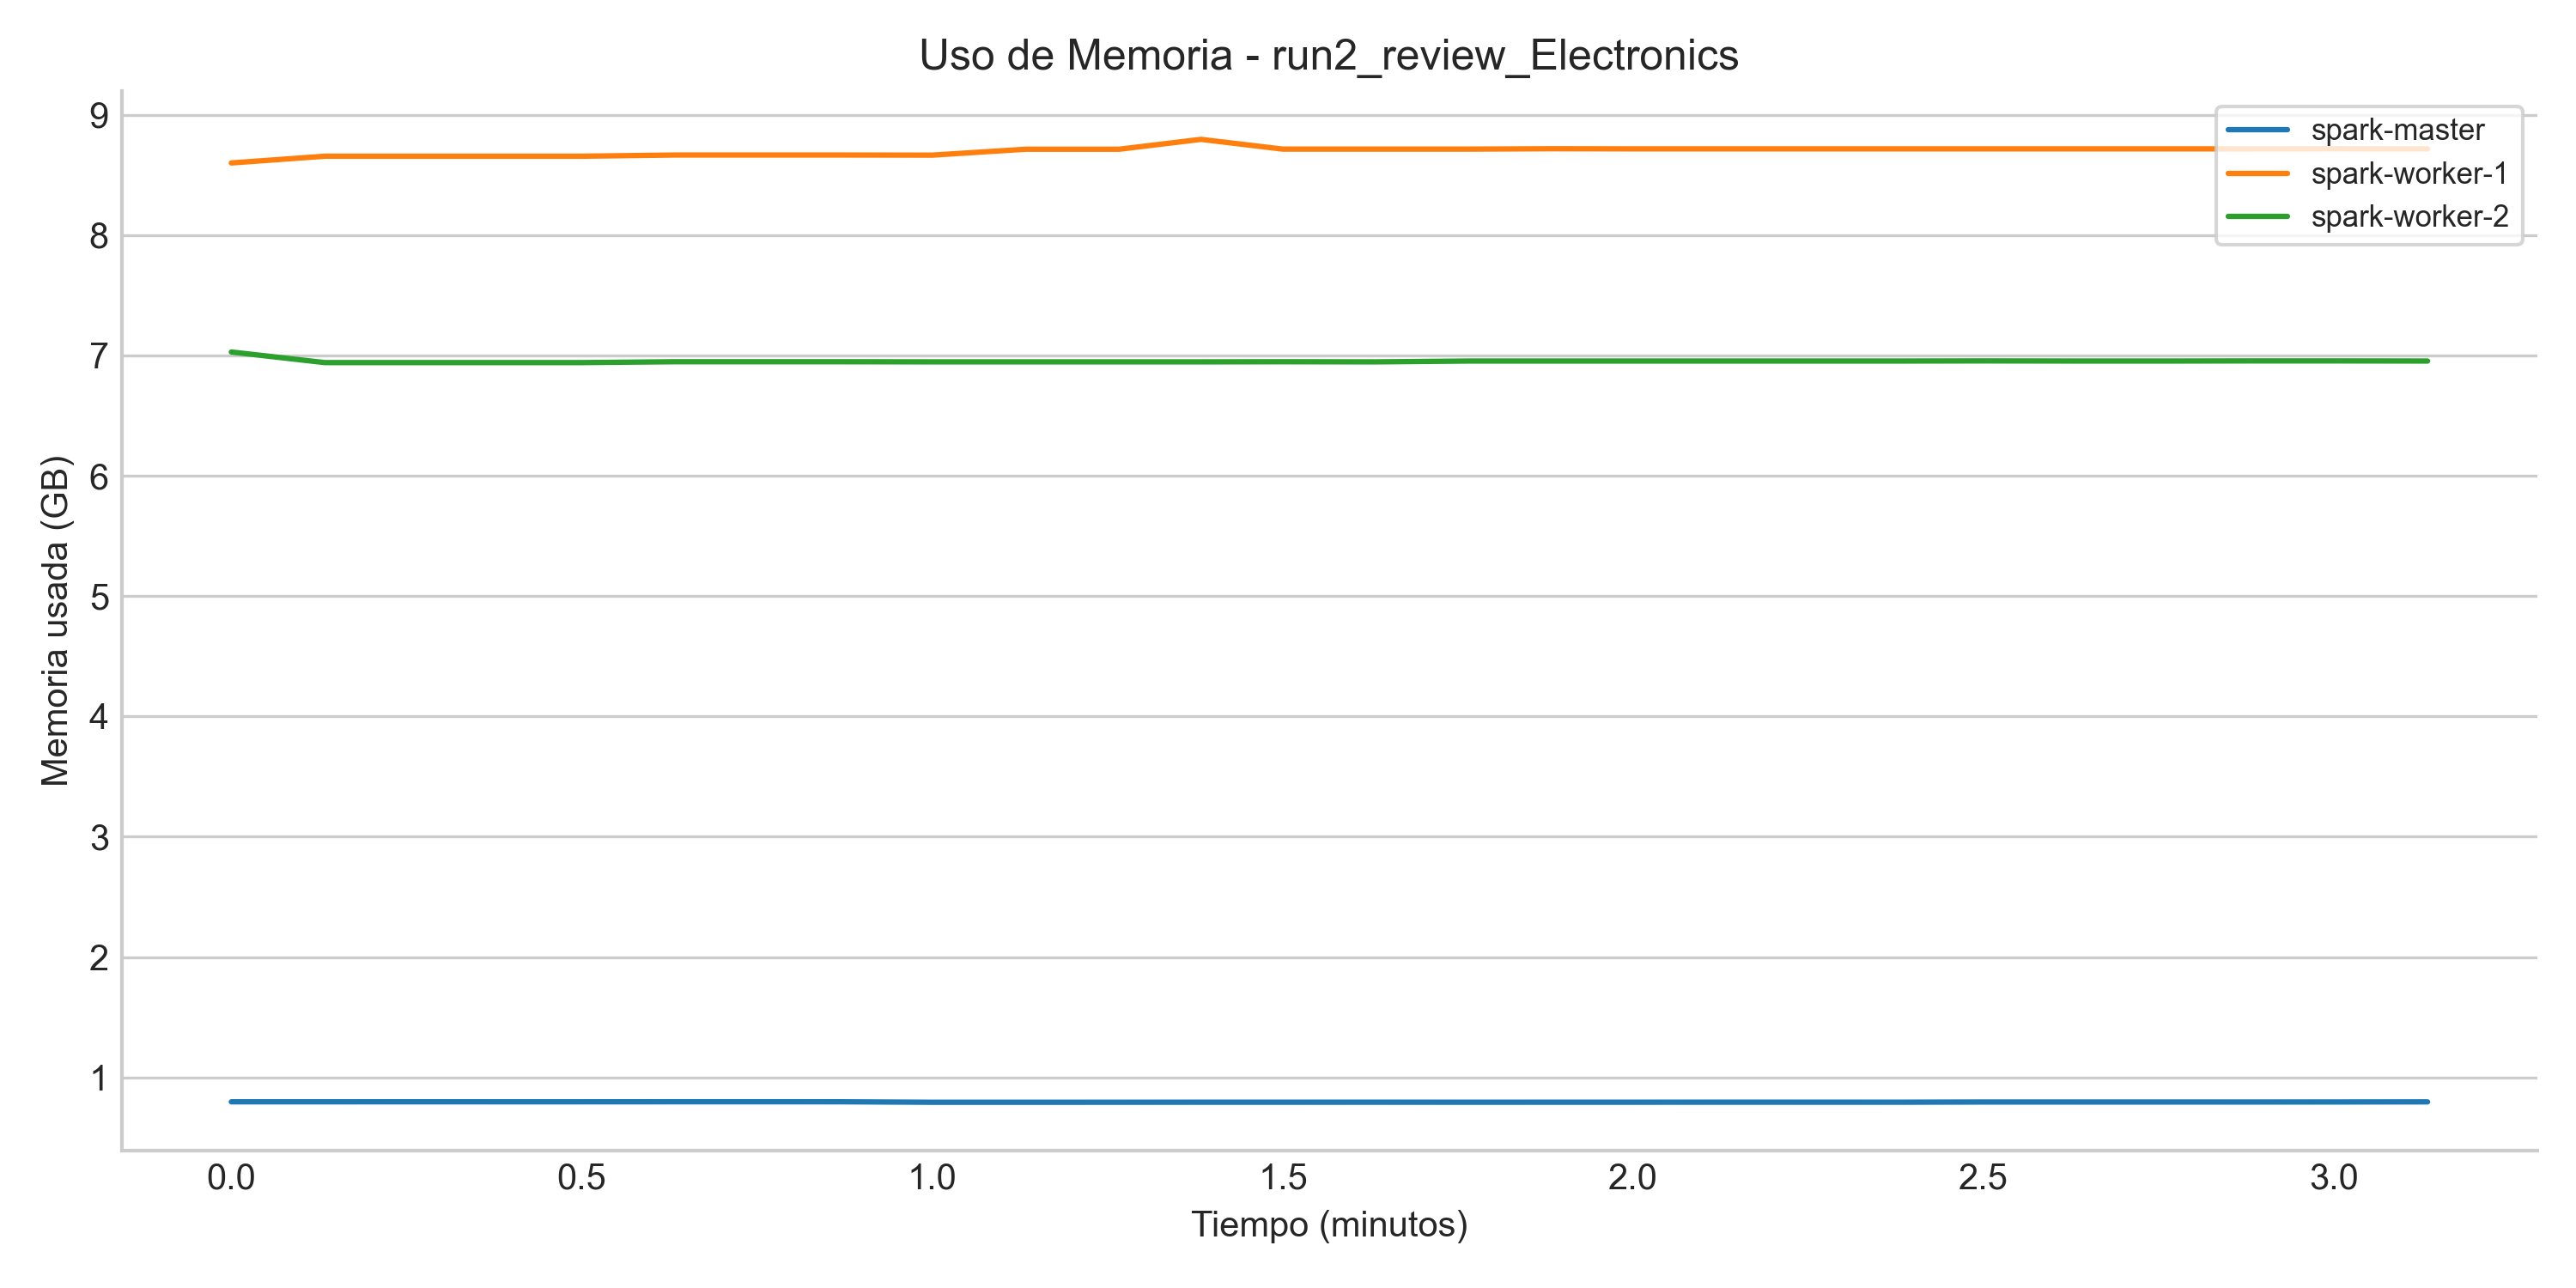 Uso de Memoria - run2_review_Electronics
spark-master
spark-worker-1
spark-worker-2
Memoria usada (GB)
9
8
7
6
5
4
3
2
1
0.0 0.5 1.0 1.5 2.0 2.5 3.0
Tiempo (minutos)